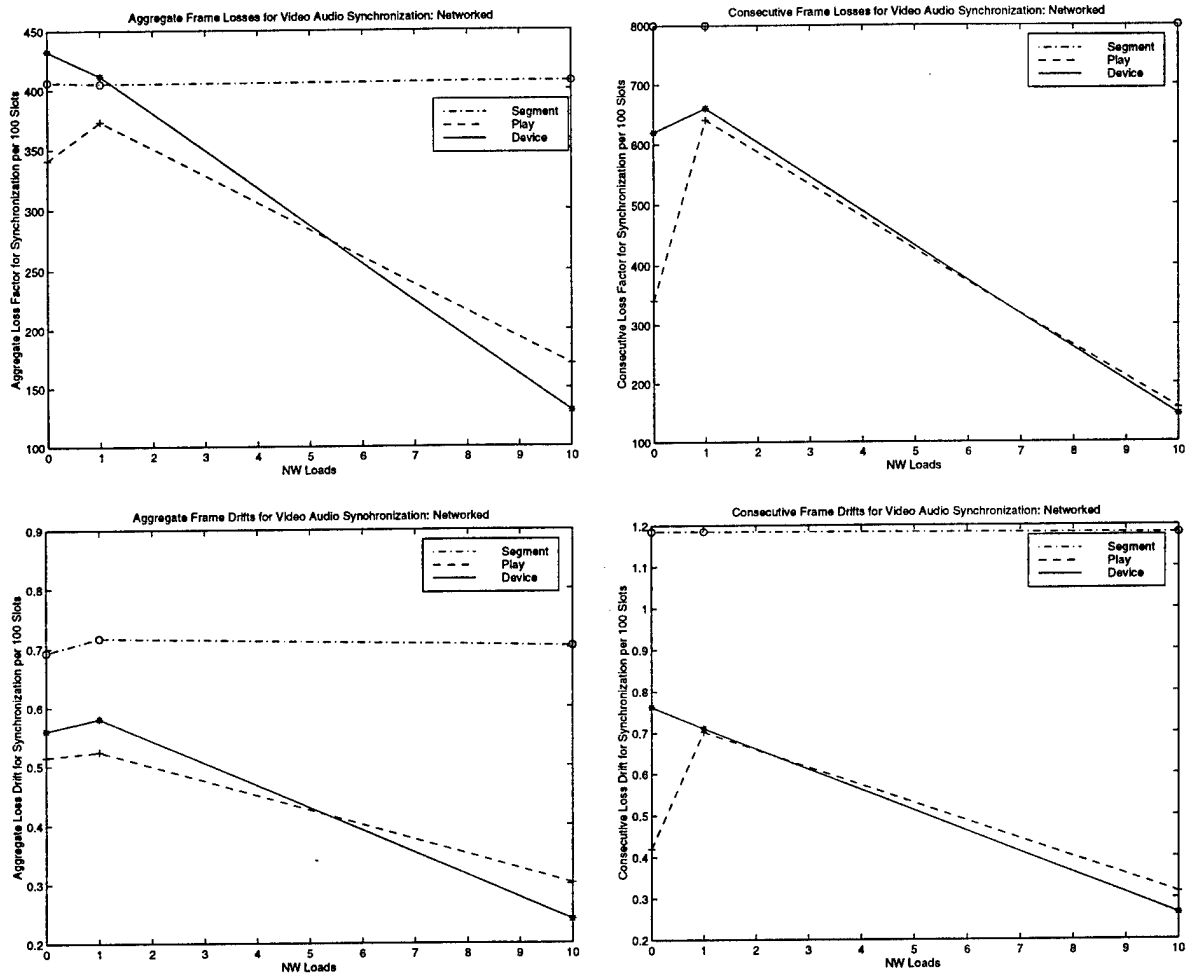 Aggregate Frame Losses for Video Audio Synchronization: Networked
Aggregate Loss Factor for Synchronization per 100 Slots
450
400
350
300
250
200
150
100
Segment
Play
Device
0 1 2 3 4 5 6 7 8 9 10
NW Loads
Consecutive Frame Losses for Video Audio Synchronization: Networked
Consecutive Loss Factor for Synchronization per 100 Slots
800
700
600
500
400
300
200
100
Segment
Play
Device
0 1 2 3 4 5 6 7 8 9 10
NW Loads
Aggregate Frame Drifts for Video Audio Synchronization: Networked
Aggregate Loss Drift for Synchronization per 100 Slots
0.9
0.8
0.7
0.6
0.5
0.4
0.3
0.2
Segment
Play
Device
0 1 2 3 4 5 6 7 8 9 10
NW Loads
Consecutive Frame Drifts for Video Audio Synchronization: Networked
Consecutive Loss Drift for Synchronization per 100 Slots
1.2
1.1
1
0.9
0.8
0.7
0.6
0.5
0.4
0.3
0.2
Segment
Play
Device
0 1 2 3 4 5 6 7 8 9 10
NW Loads